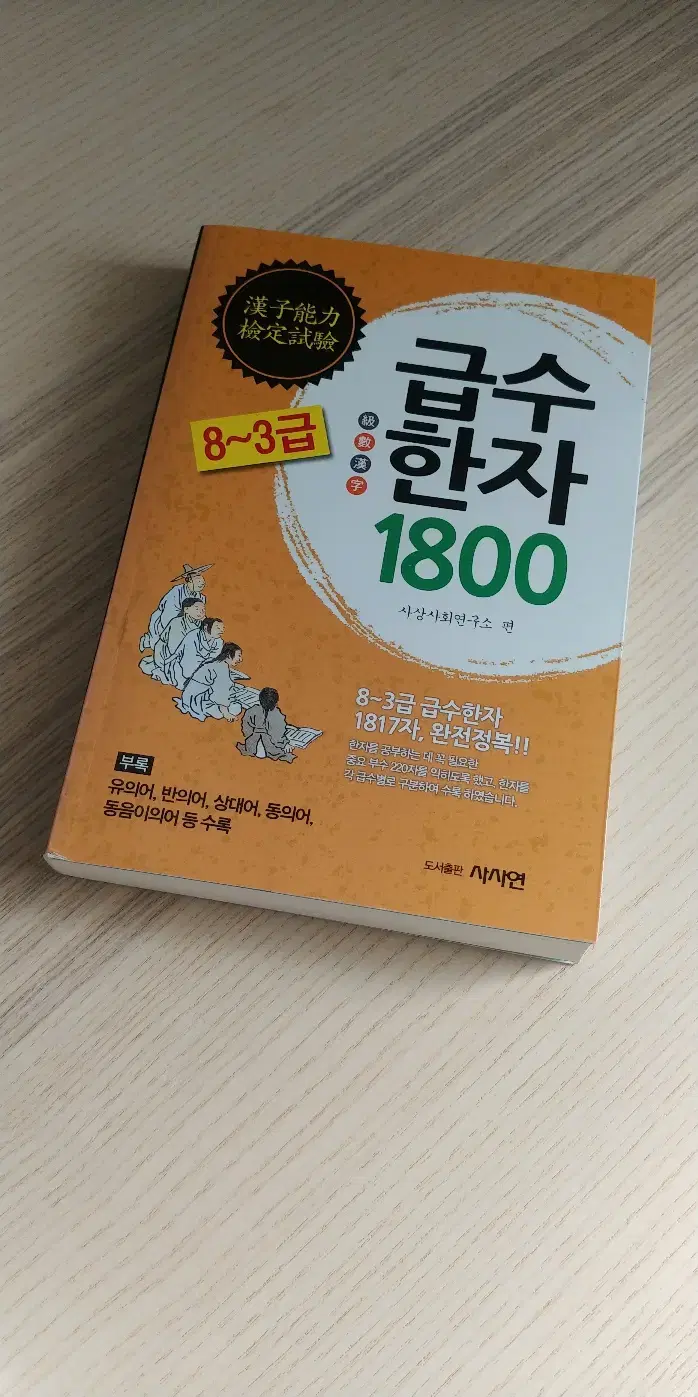 漢子能力
檢定試驗
8~3급
급수
한자
1800
級數漢字
사상사회연구소 편
8~3급 급수한자
1817자, 완전정복!!
한자를 공부하는 데 꼭 필요한
중요 부수 220자를 익히도록 했고, 한자를
각 급수별로 구분하여 수록 하였습니다.
부록
유의어, 반의어, 상대어, 동의어,
동음이의어 등 수록
도서출판 사사연